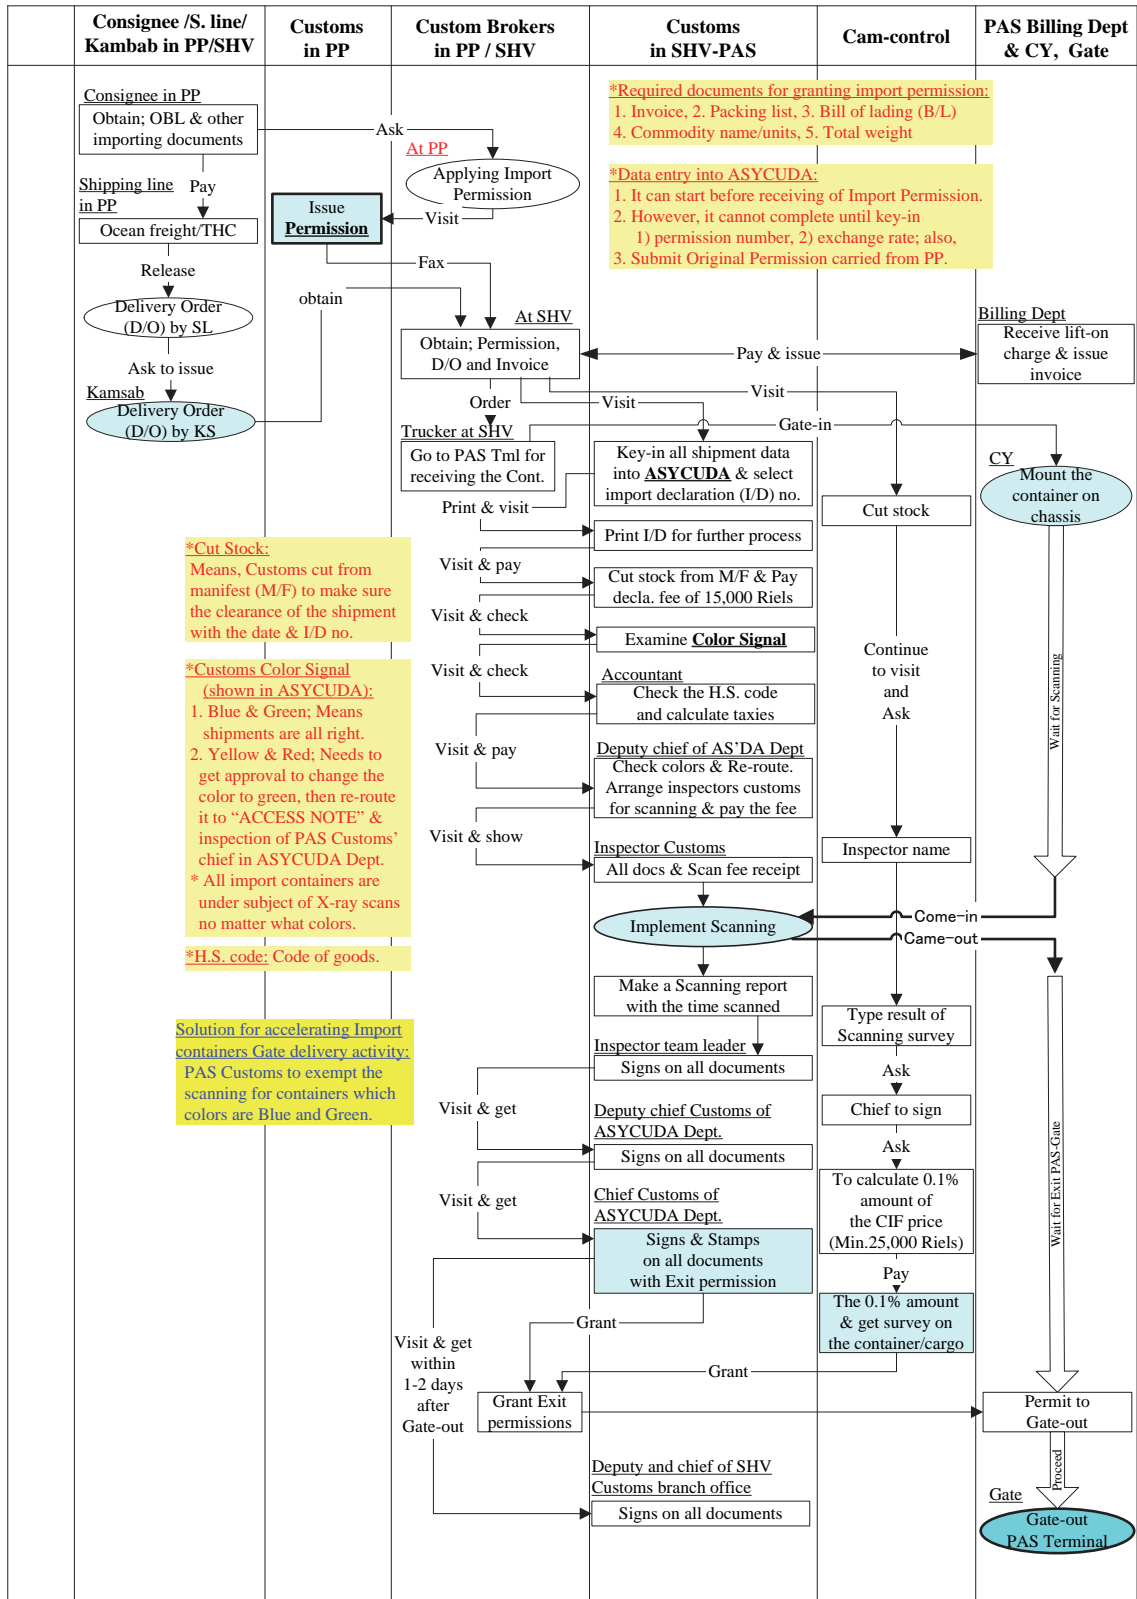 Consignee /S. line/
Kambab in PP/SHV
Customs
in PP
Custom Brokers
in PP / SHV
Customs
in SHV-PAS
Cam-control
PAS Billing Dept
& CY, Gate
Consignee in PP
Obtain; OBL & other
importing documents
Ask
At PP
Applying Import
Permission
*Required documents for granting import permission:
1. Invoice, 2. Packing list, 3. Bill of lading (B/L)
4. Commodity name/units, 5. Total weight
*Data entry into ASYCUDA:
1. It can start before receiving of Import Permission.
2. However, it cannot complete until key-in
1) permission number, 2) exchange rate; also,
3. Submit Original Permission carried from PP.
Shipping line
in PP
Pay
Ocean freight/THC
Issue
Permission
Visit
Release
Fax
Delivery Order
(D/O) by SL
obtain
At SHV
Obtain; Permission,
D/O and Invoice
Pay & issue
Billing Dept
Receive lift-on
charge & issue
invoice
Ask to issue
Kamsab
Delivery Order
(D/O) by KS
Order
Visit
Visit
Trucker at SHV
Go to PAS Tml for
receiving the Cont.
Gate-in
Key-in all shipment data
into ASYCUDA & select
import declaration (I/D) no.
CY
Mount the
container on
chassis
Print & visit
Cut stock
Print I/D for further process
*Cut Stock:
Means, Customs cut from
manifest (M/F) to make sure
the clearance of the shipment
with the date & I/D no.
Visit & pay
Cut stock from M/F & Pay
decla. fee of 15,000 Riels
Visit & check
Examine Color Signal
Continue
to visit
and
Ask
Wait for Scanning
*Customs Color Signal
(shown in ASYCUDA):
1. Blue & Green; Means
shipments are all right.
2. Yellow & Red; Needs to
get approval to change the
color to green, then re-route
it to “ACCESS NOTE” &
inspection of PAS Customs’
chief in ASYCUDA Dept.
* All import containers are
under subject of X-ray scans
no matter what colors.
Visit & check
Accountant
Check the H.S. code
and calculate taxies
Visit & pay
Deputy chief of AS’DA Dept
Check colors & Re-route.
Arrange inspectors customs
for scanning & pay the fee
Visit & show
Inspector Customs
All docs & Scan fee receipt
Inspector name
Implement Scanning
Come-in
Came-out
*H.S. code: Code of goods.
Make a Scanning report
with the time scanned
Type result of
Scanning survey
Solution for accelerating Import
containers Gate delivery activity:
PAS Customs to exempt the
scanning for containers which
colors are Blue and Green.
Inspector team leader
Signs on all documents
Ask
Chief to sign
Visit & get
Deputy chief Customs of
ASYCUDA Dept.
Signs on all documents
Ask
To calculate 0.1%
amount of
the CIF price
(Min.25,000 Riels)
Wait for Exit PAS-Gate
Visit & get
Chief Customs of
ASYCUDA Dept.
Signs & Stamps
on all documents
with Exit permission
Pay
The 0.1% amount
& get survey on
the container/cargo
Grant
Visit & get
within
1-2 days
after
Gate-out
Grant
Grant Exit
permissions
Permit to
Gate-out
Proceed
Deputy and chief of SHV
Customs branch office
Signs on all documents
Gate
Gate-out
PAS Terminal